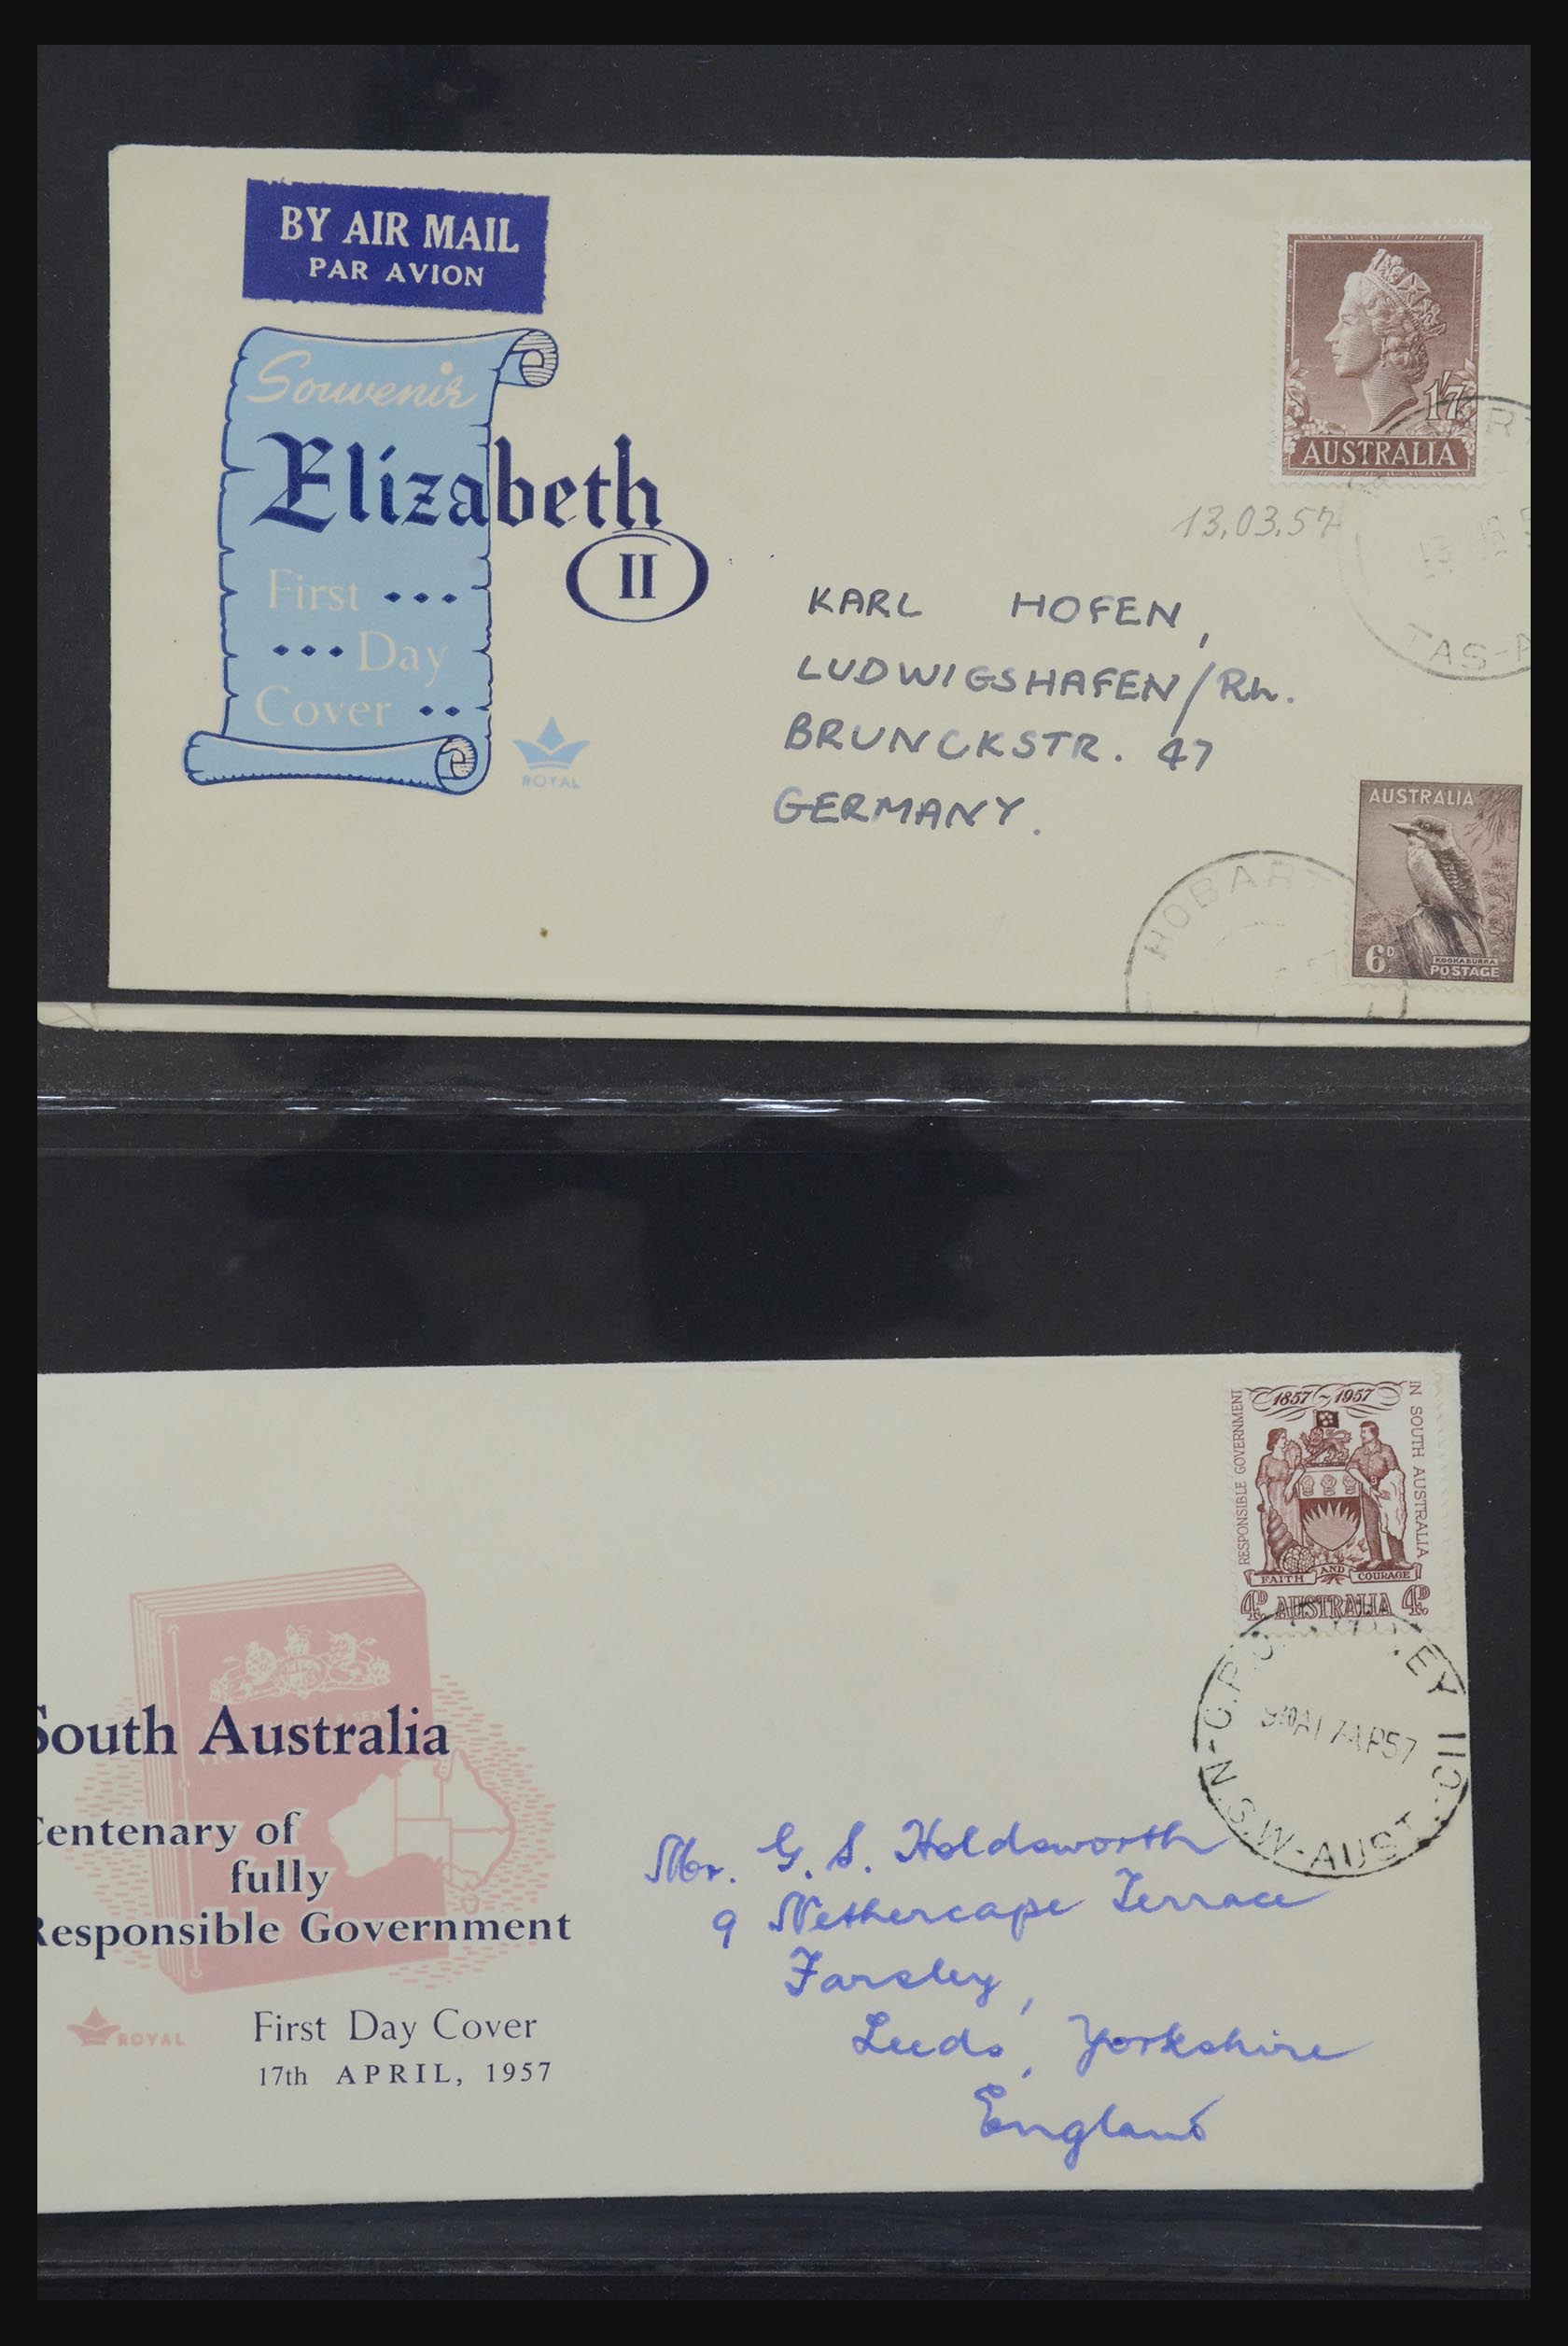 BY AIR MAIL
PAR AVION
Souvenir
Elizabeth
II
First
Day
Cover
ROYAL
1/7
AUSTRALIA
13.03.57
TAS-A
KARL HOFEN,
LUDWIGSHAFEN/Rh.
BRUNCKSTR. 47
GERMANY.
AUSTRALIA
6D
KOOKABURRA
POSTAGE
HOBART
1857 1957
RESPONSIBLE GOVERNMENT
IN SOUTH AUSTRALIA
FAITH AND COURAGE
4D AUSTRALIA 4D
N.S.W-AUST
17AP57
South Australia
Centenary of
fully
Responsible Government
ROYAL
First Day Cover
17th APRIL, 1957
Mr. G. S. Holdsworth
9 Nethercape Terrace
Farsley,
Leeds, Yorkshire
England